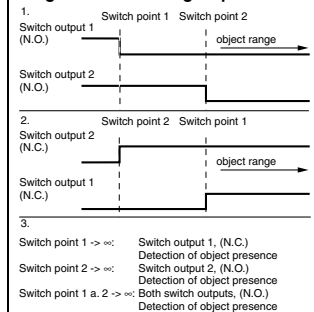 1.
Switch point 1 Switch point 2
Switch output 1
(N.O.)
object range
Switch output 2
(N.O.)
2.
Switch point 2 Switch point 1
Switch output 2
(N.C.)
object range
Switch output 1
(N.C.)
3.
Switch point 1 -> ∞: Switch output 1, (N.C.)
Detection of object presence
Switch point 2 -> ∞: Switch output 2, (N.O.)
Detection of object presence
Switch point 1 a. 2 -> ∞: Both switch outputs, (N.O.)
Detection of object presence